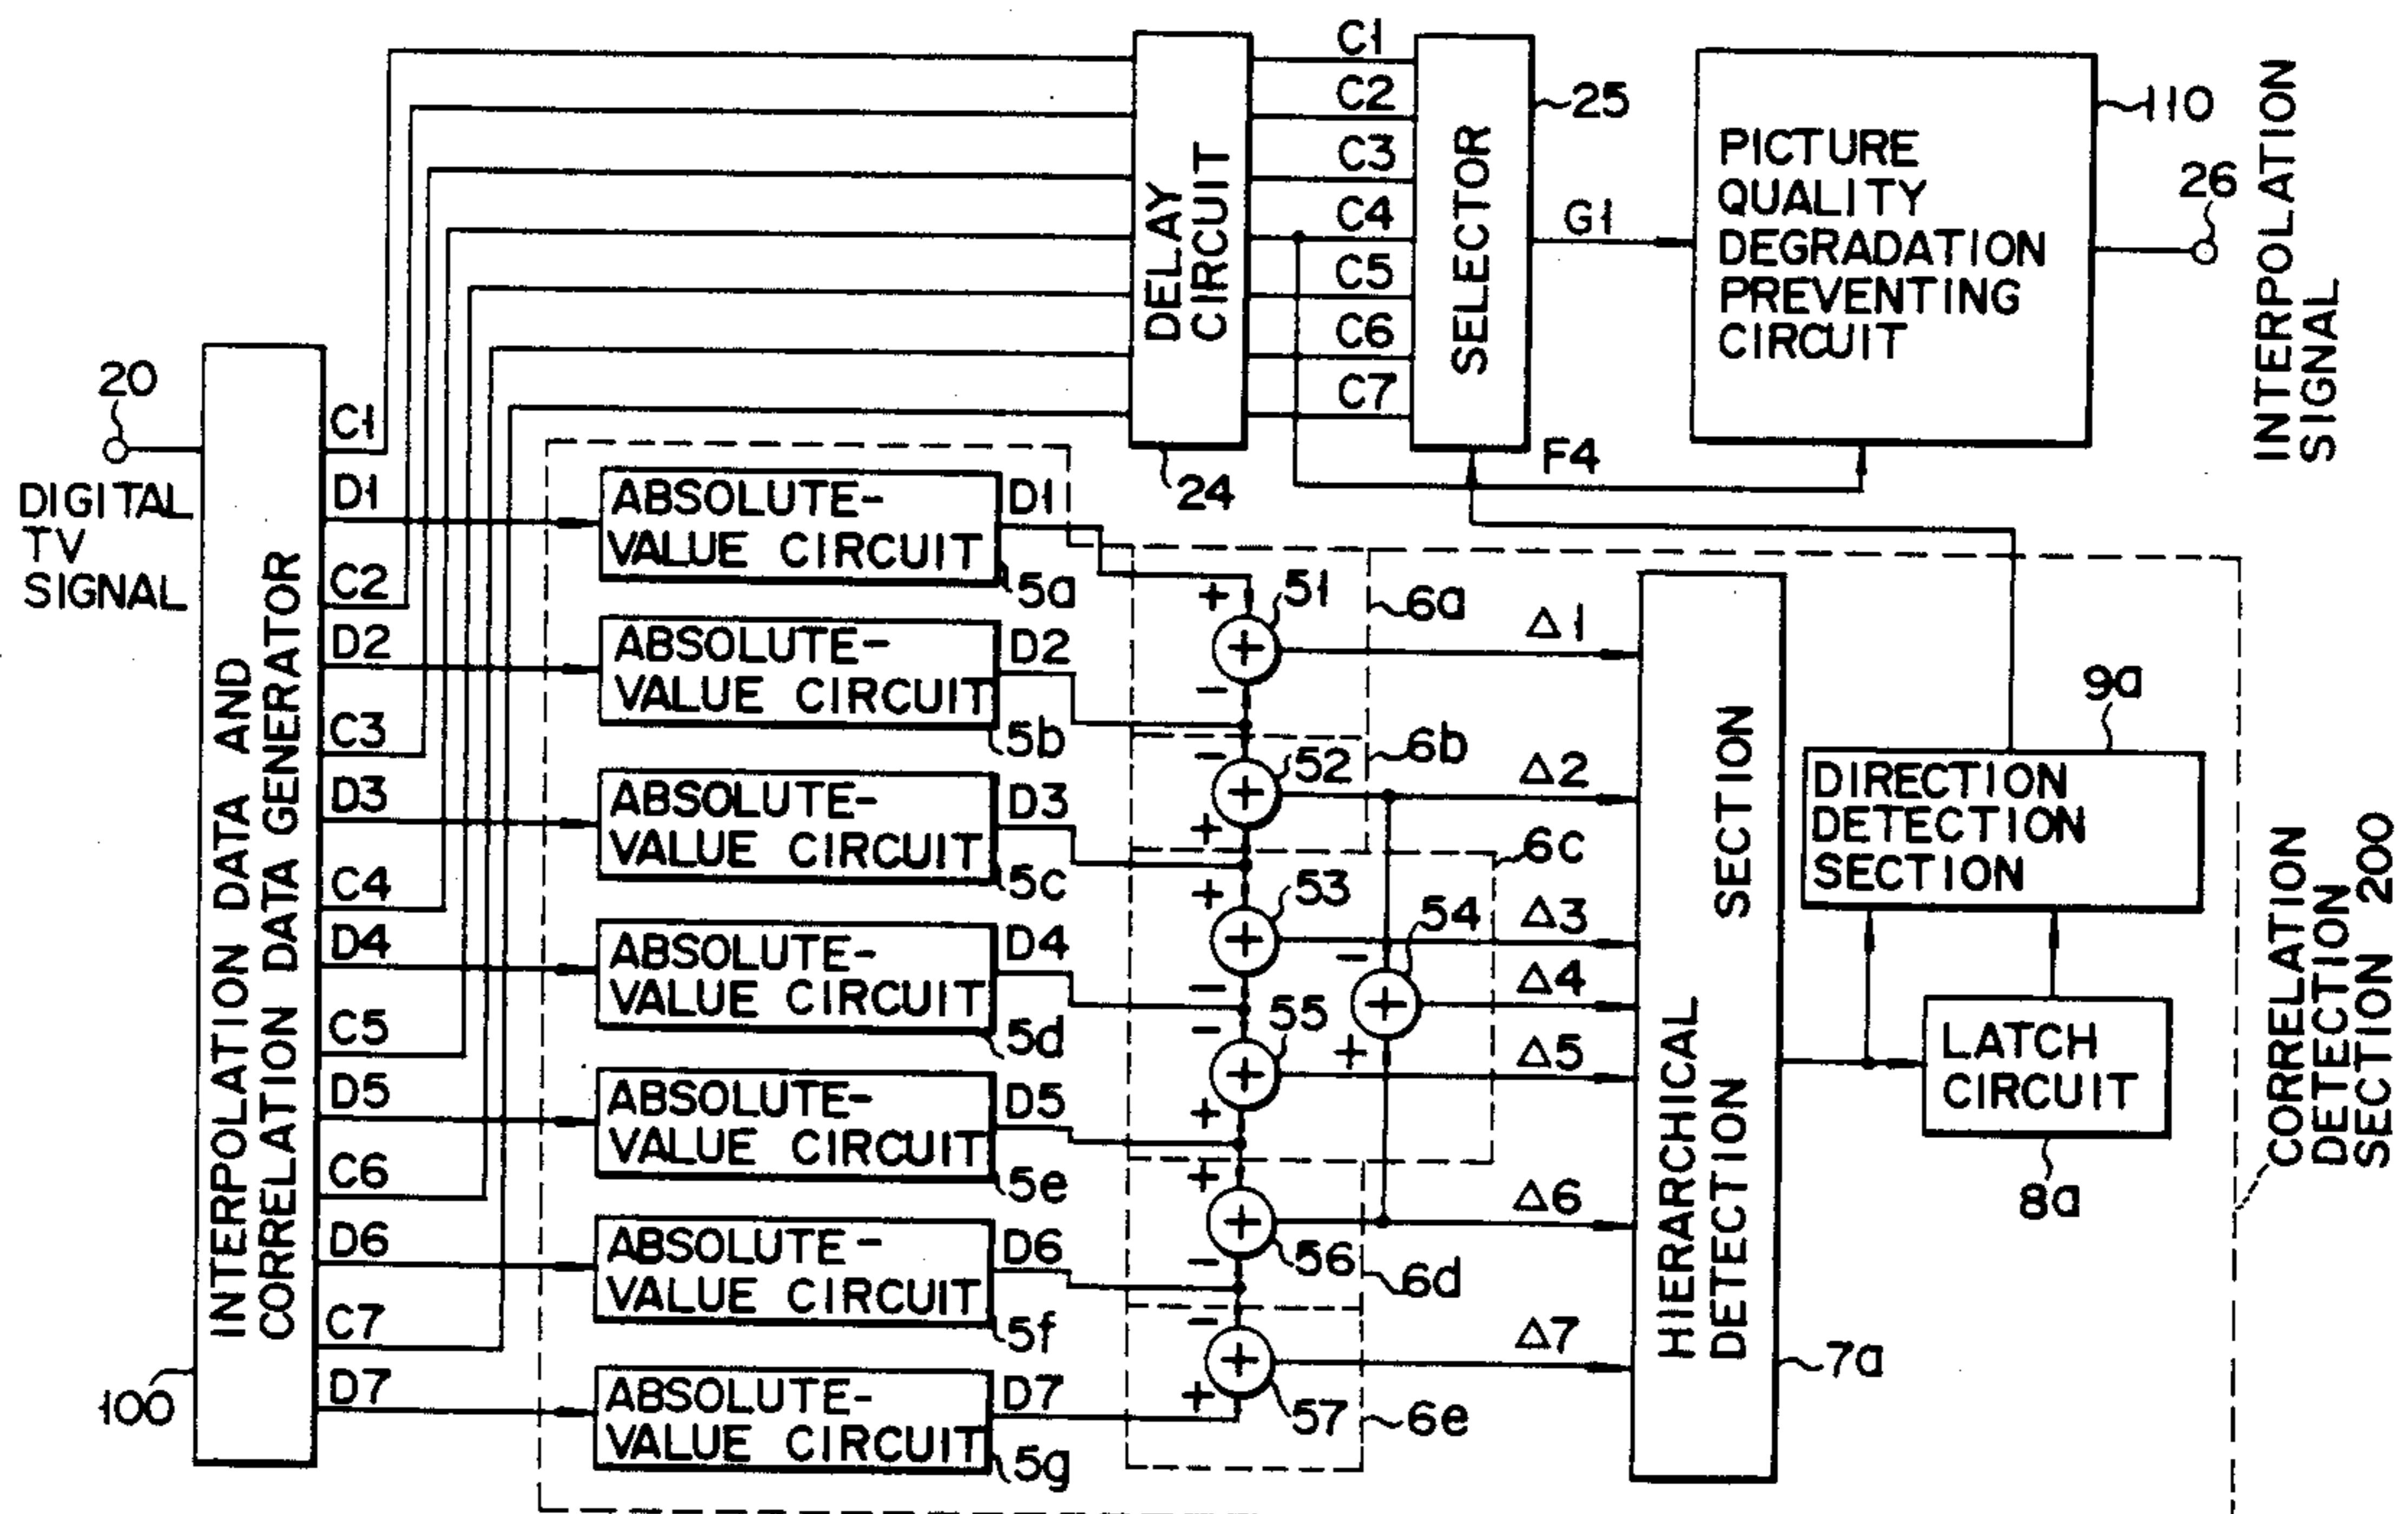 C1
C2
C3
C4
C5
C6
C7
DELAY
CIRCUIT
24
SELECTOR
25
G1
F4
PICTURE
QUALITY
DEGRADATION
PREVENTING
CIRCUIT
110
26
INTERPOLATION
SIGNAL
20
DIGITAL
TV
SIGNAL
INTERPOLATION DATA AND
CORRELATION DATA GENERATOR
100
C1
D1
C2
D2
C3
D3
C4
D4
C5
D5
C6
D6
C7
D7
ABSOLUTE-
VALUE CIRCUIT
D1
5a
ABSOLUTE-
VALUE CIRCUIT
D2
5b
ABSOLUTE-
VALUE CIRCUIT
D3
5c
ABSOLUTE-
VALUE CIRCUIT
D4
5d
ABSOLUTE-
VALUE CIRCUIT
D5
5e
ABSOLUTE-
VALUE CIRCUIT
D6
5f
ABSOLUTE-
VALUE CIRCUIT
D7
5g
+
+
51
6a
Δ1
-
-
+
52
6b
Δ2
+
+
+
53
6c
Δ3
-
-
+
54
Δ4
+
-
+
55
Δ5
+
+
+
56
6d
Δ6
-
-
+
57
6e
Δ7
+
HIERARCHICAL SECTION
DETECTION
7a
9a
DIRECTION
DETECTION
SECTION
LATCH
CIRCUIT
8a
CORRELATION
DETECTION
SECTION 200